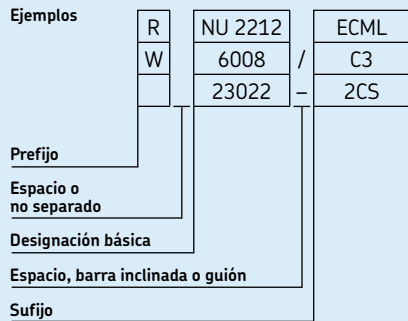 Ejemplos
R NU 2212 ECML
W 6008 / C3
23022 – 2CS
Prefijo
Espacio o
no separado
Designación básica
Espacio, barra inclinada o guión
Sufijo